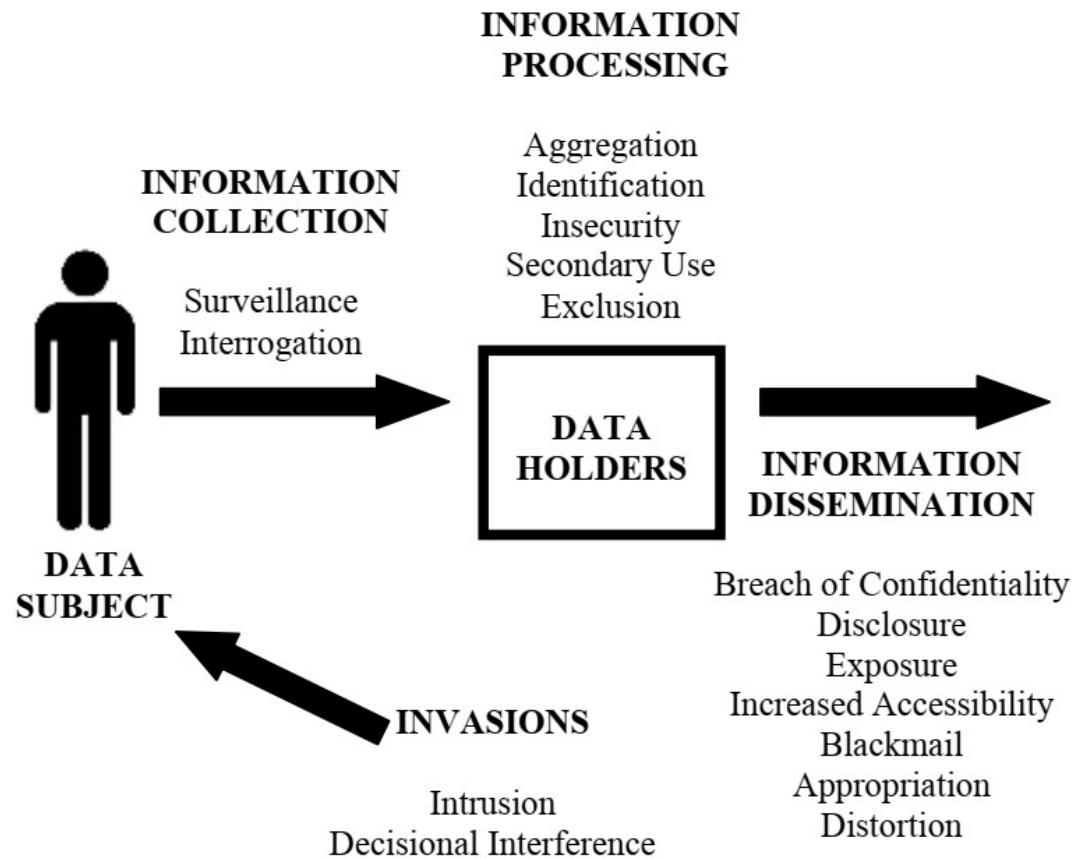 INFORMATION
PROCESSING
Aggregation
Identification
Insecurity
Secondary Use
Exclusion
INFORMATION
COLLECTION
Surveillance
Interrogation
DATA
HOLDERS
INFORMATION
DISSEMINATION
Breach of Confidentiality
Disclosure
Exposure
Increased Accessibility
Blackmail
Appropriation
Distortion
DATA
SUBJECT
INVASIONS
Intrusion
Decisional Interference